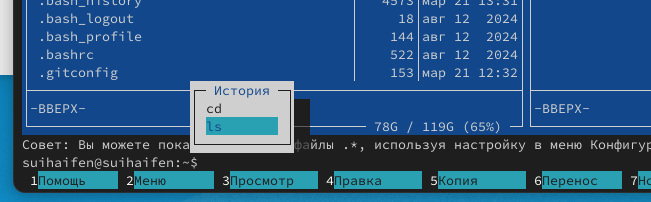 .bash_history 4573 мар 21 13:31
.bash_logout 18 авг 12 2024
.bash_profile 144 авг 12 2024
.bashrc 522 авг 12 2024
.gitconfig 153 мар 21 12:32
История
cd
-ВВЕРХ- -ВВЕРХ-
ls
78G / 119G (65%)
Совет: Вы можете пока файлы .*, используя настройку в меню Конфигур
suihaifen@suihaifen:~$
1Помощь 2Меню 3Просмотр 4Правка 5Копия 6Перенос 7Но